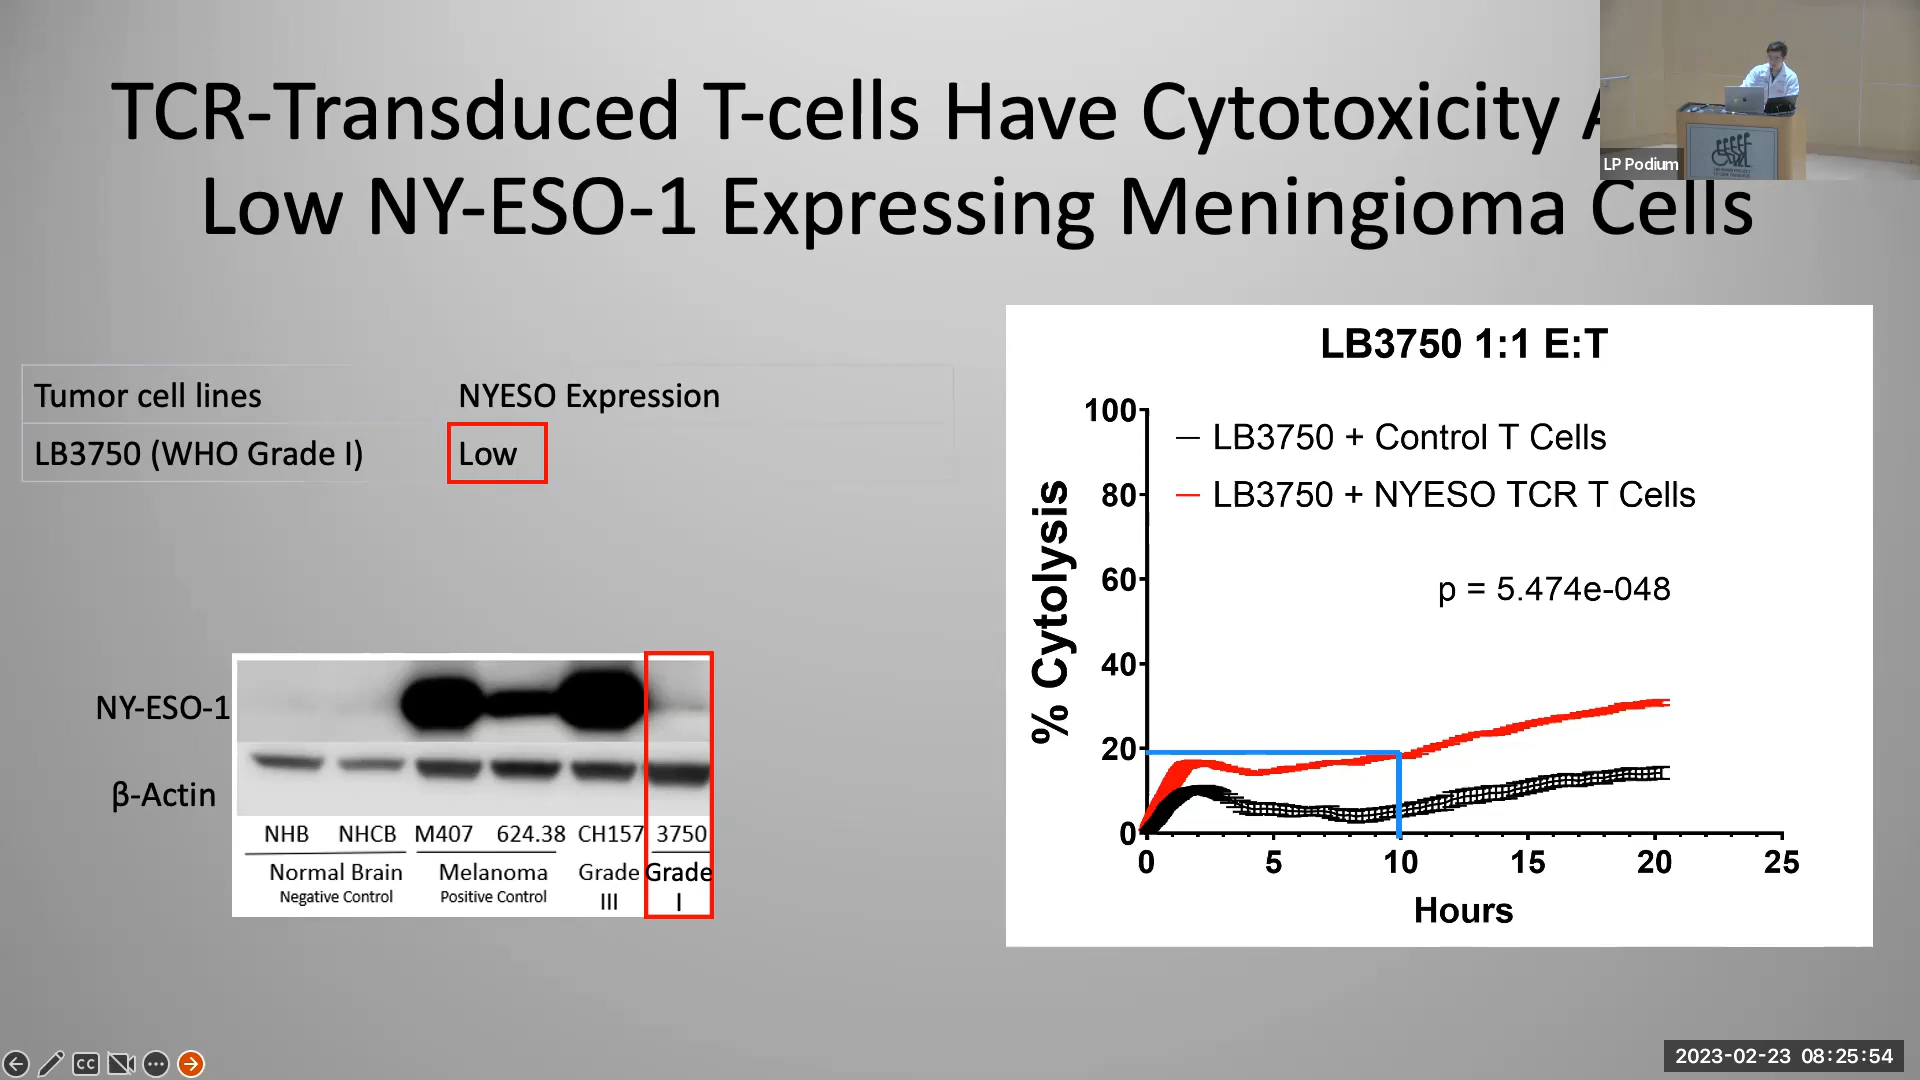 TCR-Transduced T-cells Have Cytotoxicity
Low NY-ESO-1 Expressing Meningioma Cells
LP Podium
Tumor cell lines NYESO Expression
LB3750 (WHO Grade I) Low
NY-ESO-1
β-Actin
NHB NHCB M407 624.38 CH157 3750
Normal Brain Melanoma Grade Grade
Negative Control Positive Control III I
LB3750 1:1 E:T
LB3750 + Control T Cells
LB3750 + NYESO TCR T Cells
p = 5.474e-048
% Cytolysis
100
80
60
40
20
0
0 5 10 15 20 25
Hours
CC
2023-02-23 08:25:54